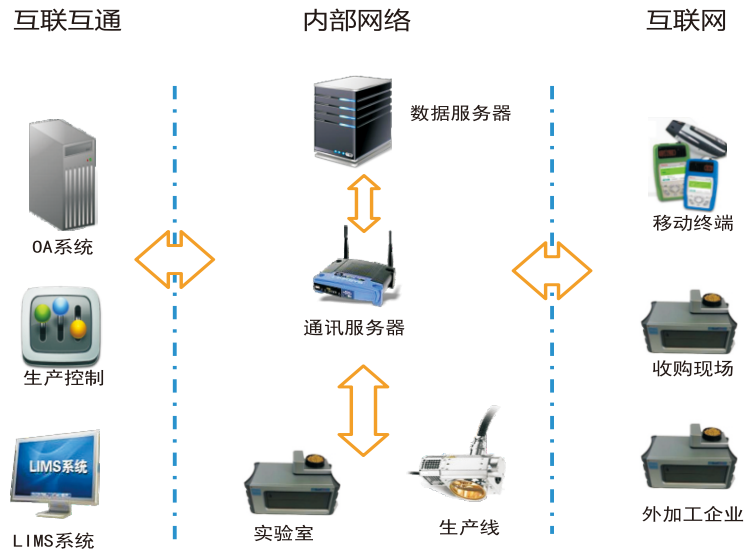 互联互通
内部网络
互联网
数据服务器
移动终端
OA系统
通讯服务器
收购现场
生产控制
LIMS系统
实验室
生产线
外加工企业
LIMS系统